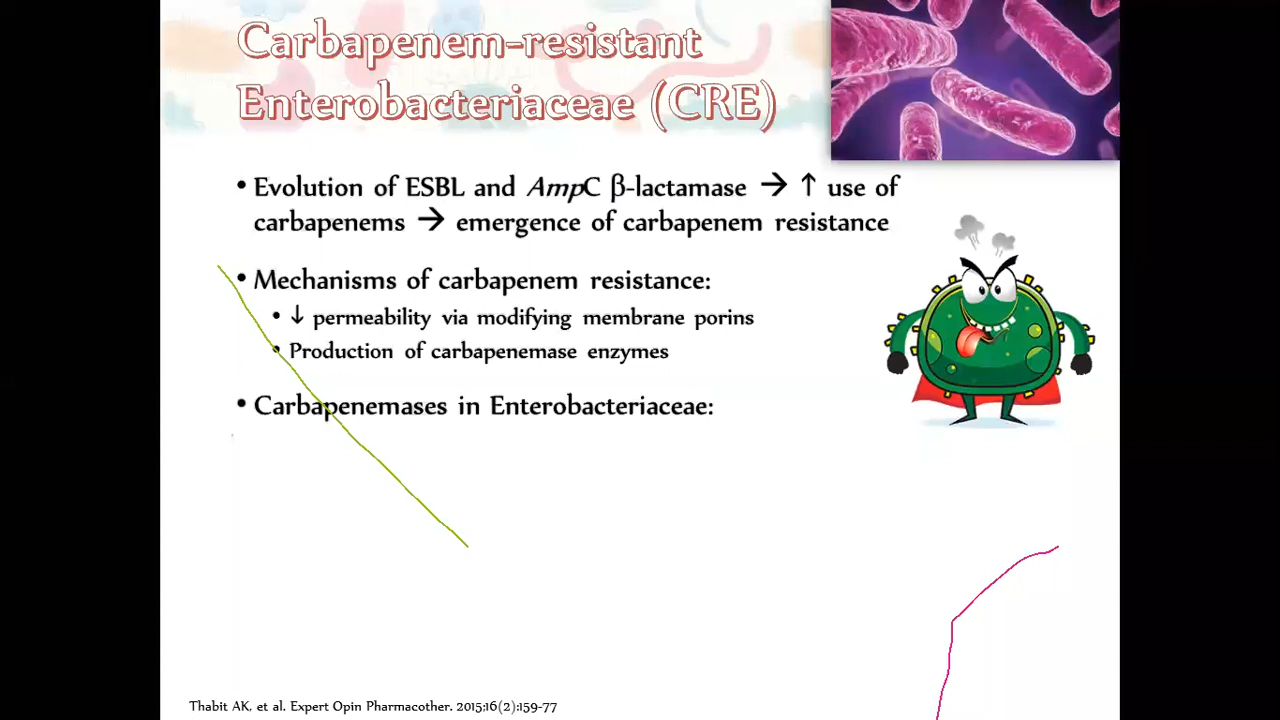 Carbapenem-resistant
Enterobacteriaceae (CRE)
• Evolution of ESBL and AmpC β-lactamase → ↑ use of
carbapenems → emergence of carbapenem resistance
• Mechanisms of carbapenem resistance:
• ↓ permeability via modifying membrane porins
• Production of carbapenemase enzymes
• Carbapenemases in Enterobacteriaceae:
Thabit AK. et al. Expert Opin Pharmacother. 2015;16(2):159-77